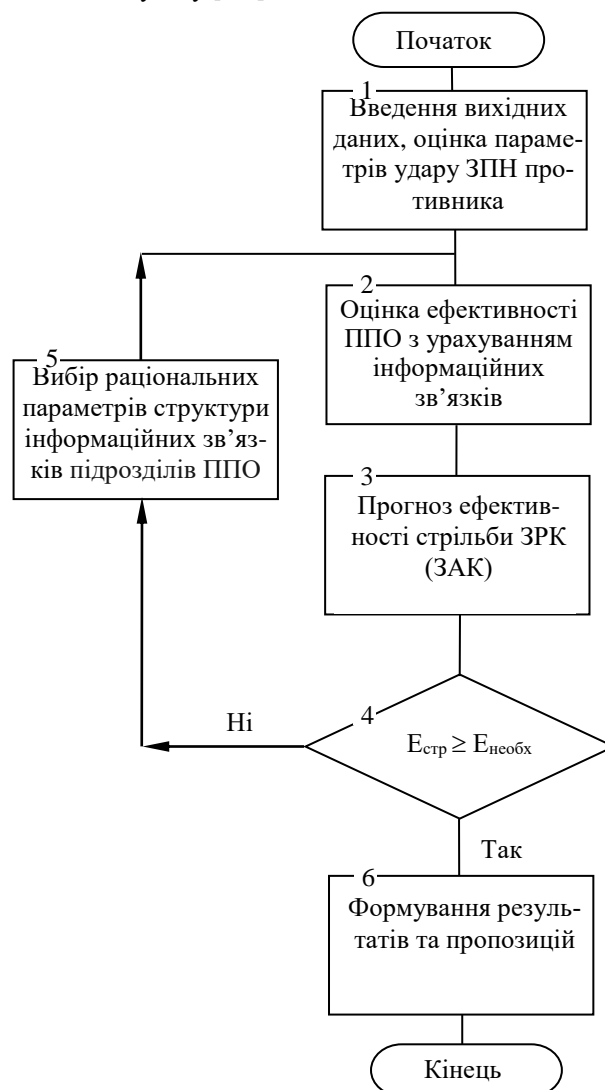 Початок
1
Введення вихідних
даних, оцінка параме-
трів удару ЗПН про-
тивника
2
Оцінка ефективності
ППО з урахуванням
інформаційних
зв’язків
5
Вибір раціональних
параметрів структури
інформаційних зв’яз-
ків підрозділів ППО
3
Прогноз ефектив-
ності стрільби ЗРК
(ЗАК)
4
Естр ≥ Енеобх
Ні
Так
6
Формування резуль-
татів та пропозицій
Кінець